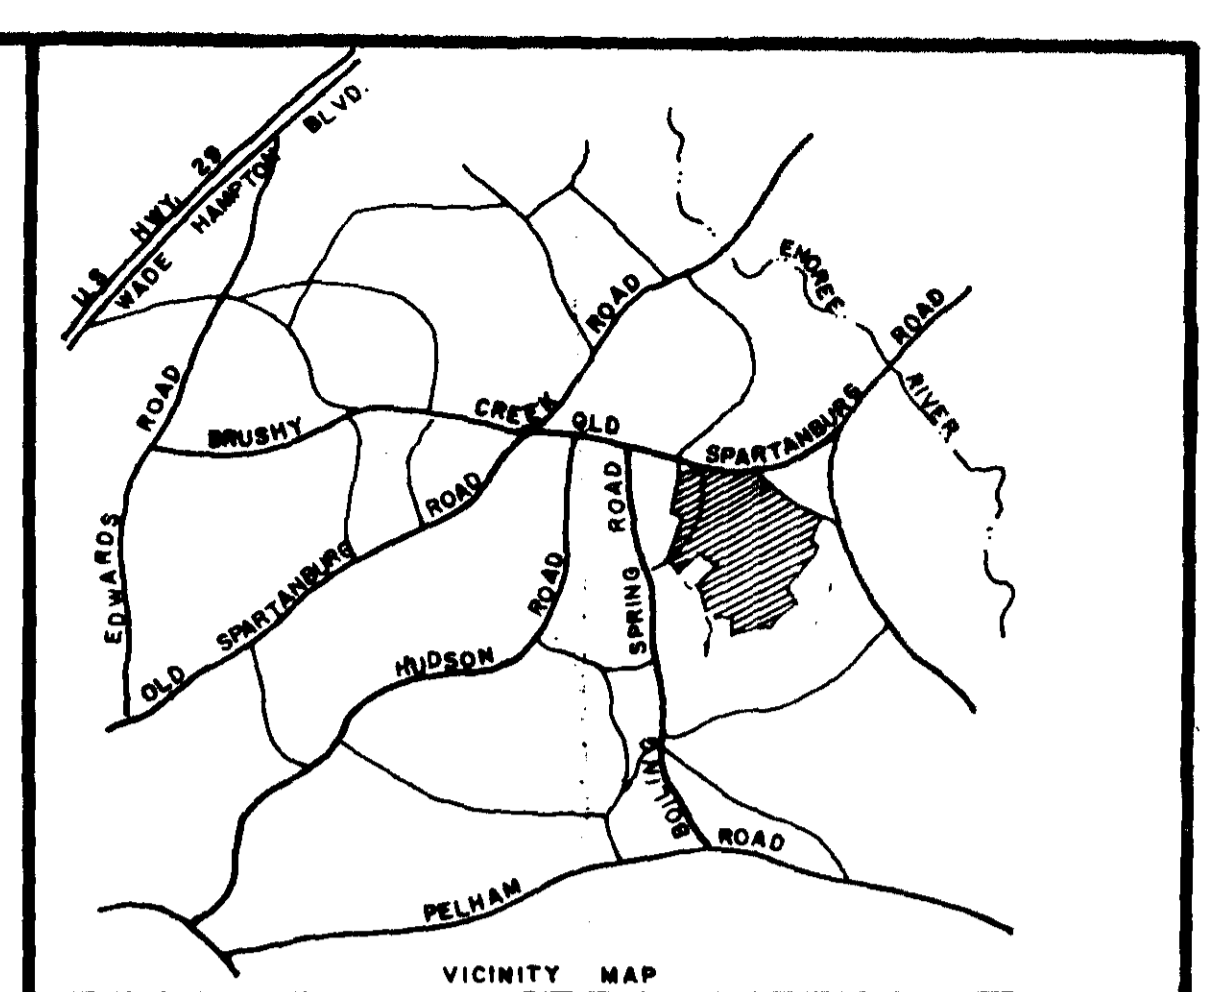 U.S HWY. 29
WADE HAMPTON BLVD.
ENOREE RIVER
ROAD
BRUSHY CREEK ROAD
OLD SPARTANBURG ROAD
EDWARDS ROAD
OLD SPARTANBURG ROAD
HUDSON ROAD
BOILING SPRING ROAD
PELHAM ROAD
VICINITY MAP